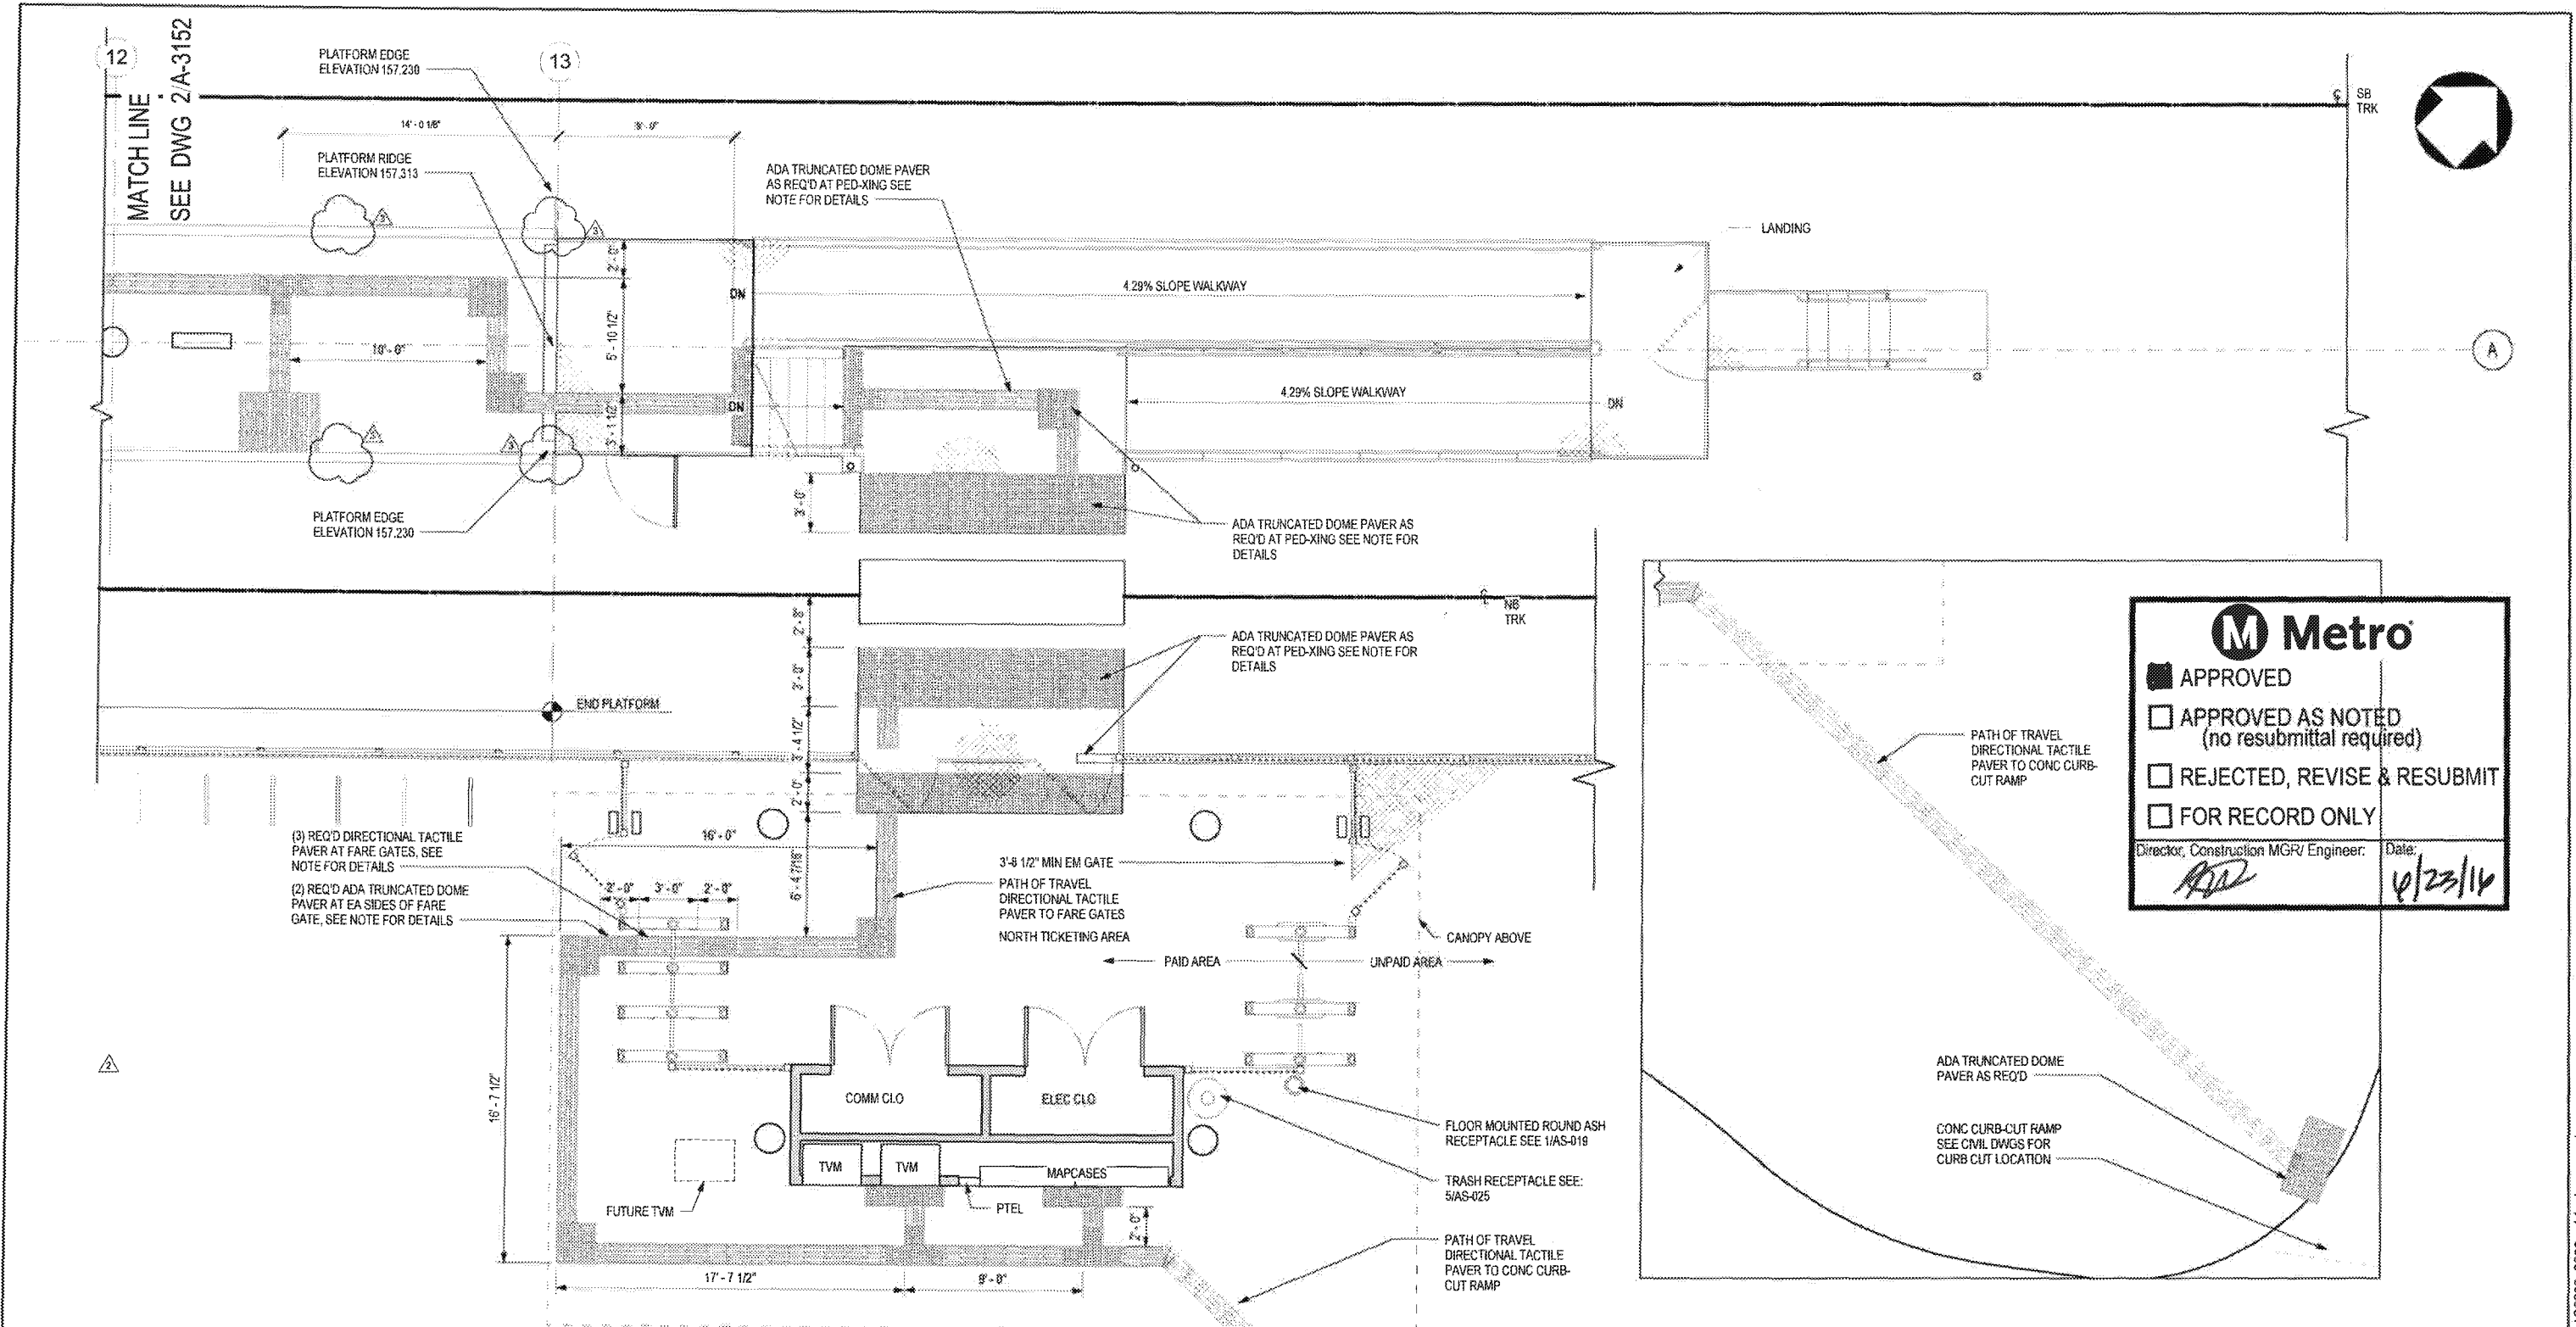 12
MATCH LINE
SEE DWG 2/A-3152
PLATFORM EDGE
ELEVATION 157.230
13
SB
TRK
14' - 0 1/8"
9' - 0"
PLATFORM RIDGE
ELEVATION 157.313
ADA TRUNCATED DOME PAVER
AS REQ'D AT PED-XING SEE
NOTE FOR DETAILS
3
3
LANDING
2' - 0"
DN
4.29% SLOPE WALKWAY
5' - 10 1/2"
10' - 0"
A
4.29% SLOPE WALKWAY
DN
DN
3' - 1 1/2"
3
3
3' - 0"
PLATFORM EDGE
ELEVATION 157.230
ADA TRUNCATED DOME PAVER AS
REQ'D AT PED-XING SEE NOTE FOR
DETAILS
NB
TRK
2' - 8"
ADA TRUNCATED DOME PAVER AS
REQ'D AT PED-XING SEE NOTE FOR
DETAILS
3' - 0"
END PLATFORM
3' - 4 1/2"
2' - 0"
M Metro
APPROVED
APPROVED AS NOTED
(no resubmittal required)
REJECTED, REVISE & RESUBMIT
FOR RECORD ONLY
Director, Construction MGR/ Engineer:
Date:
6/23/16
PATH OF TRAVEL
DIRECTIONAL TACTILE
PAVER TO CONC CURB-
CUT RAMP
(3) REQ'D DIRECTIONAL TACTILE
PAVER AT FARE GATES, SEE
NOTE FOR DETAILS
(2) REQ'D ADA TRUNCATED DOME
PAVER AT EA SIDES OF FARE
GATE, SEE NOTE FOR DETAILS
16' - 0"
2' - 0"
3' - 0"
2' - 0"
6' - 4 7/16"
3'-8 1/2" MIN EM GATE
PATH OF TRAVEL
DIRECTIONAL TACTILE
PAVER TO FARE GATES
NORTH TICKETING AREA
PAID AREA
UNPAID AREA
CANOPY ABOVE
2
16' - 7 1/2"
COMM CLO
ELEC CLO
TVM
TVM
MAPCASES
FUTURE TVM
PTEL
2' - 0"
17' - 7 1/2"
9' - 0"
FLOOR MOUNTED ROUND ASH
RECEPTACLE SEE 1/AS-019
TRASH RECEPTACLE SEE:
5/AS-025
PATH OF TRAVEL
DIRECTIONAL TACTILE
PAVER TO CONC CURB-
CUT RAMP
ADA TRUNCATED DOME
PAVER AS REQ'D
CONC CURB-CUT RAMP
SEE CIVIL DWGS FOR
CURB CUT LOCATION